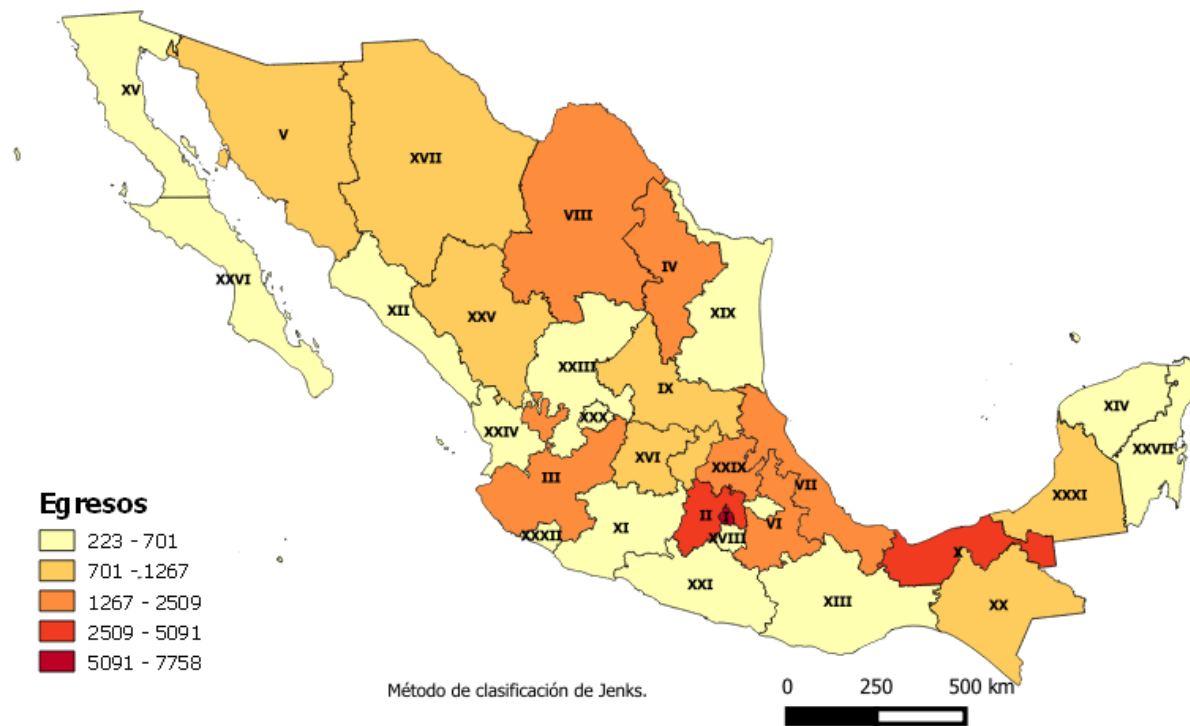 XV
V
XVII
VIII
IV
XXVI
XII
XXV
XIX
XXIII
IX
XXX
XXIV
XIV
XVI
XXVII
XXIX
III
VII
XXXI
II
I
VI
XXXII
XI
XVIII
X
XXI
XIII
XX
Egresos
223 - 701
701 - 1267
1267 - 2509
2509 - 5091
5091 - 7758
Método de clasificación de Jenks.
0 250 500 km